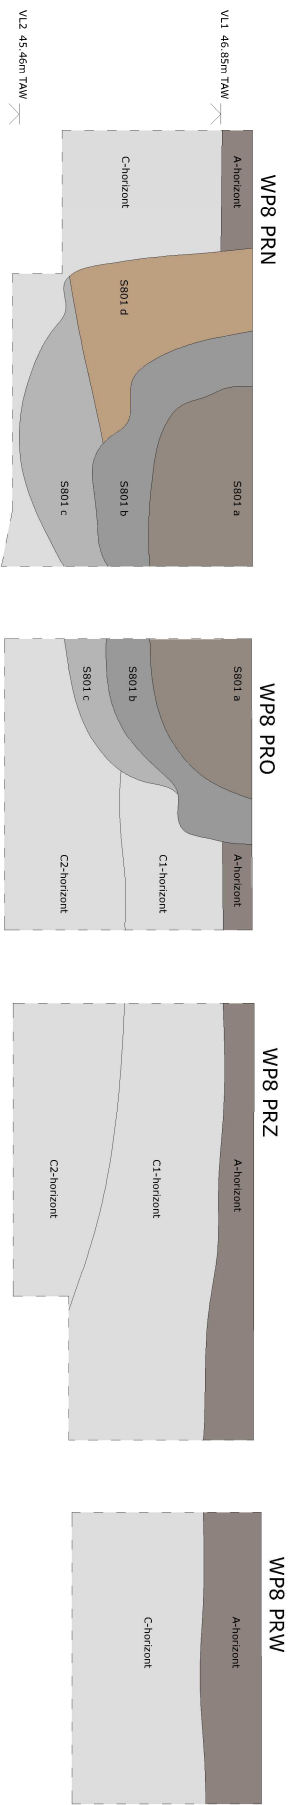 VL1 46.85m TAW
VL2 45.46m TAW
WP8 PRN
A-horizont
C-horizont
S801 d
S801 a
S801 b
S801 c
WP8 PRO
S801 a
S801 b
S801 c
A-horizont
C1-horizont
C2-horizont
WP8 PRZ
A-horizont
C1-horizont
C2-horizont
WP8 PRW
A-horizont
C-horizont